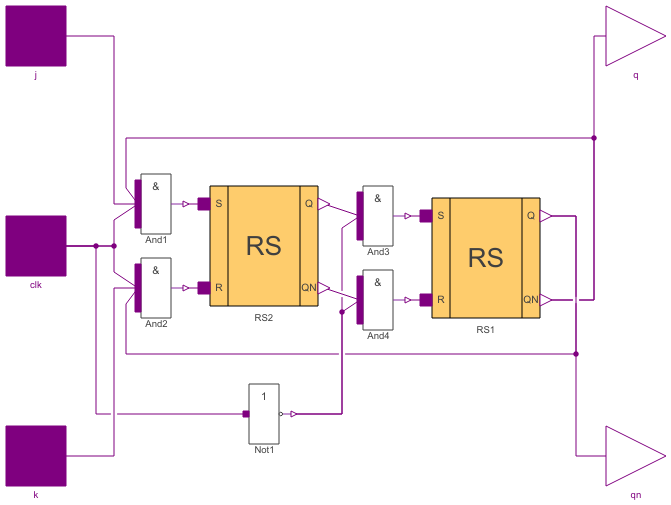 j
q
&
And1
S
Q
RS
R
QN
RS2
&
And3
S
Q
RS
R
QN
RS1
clk
&
And2
&
And4
1
Not1
k
qn